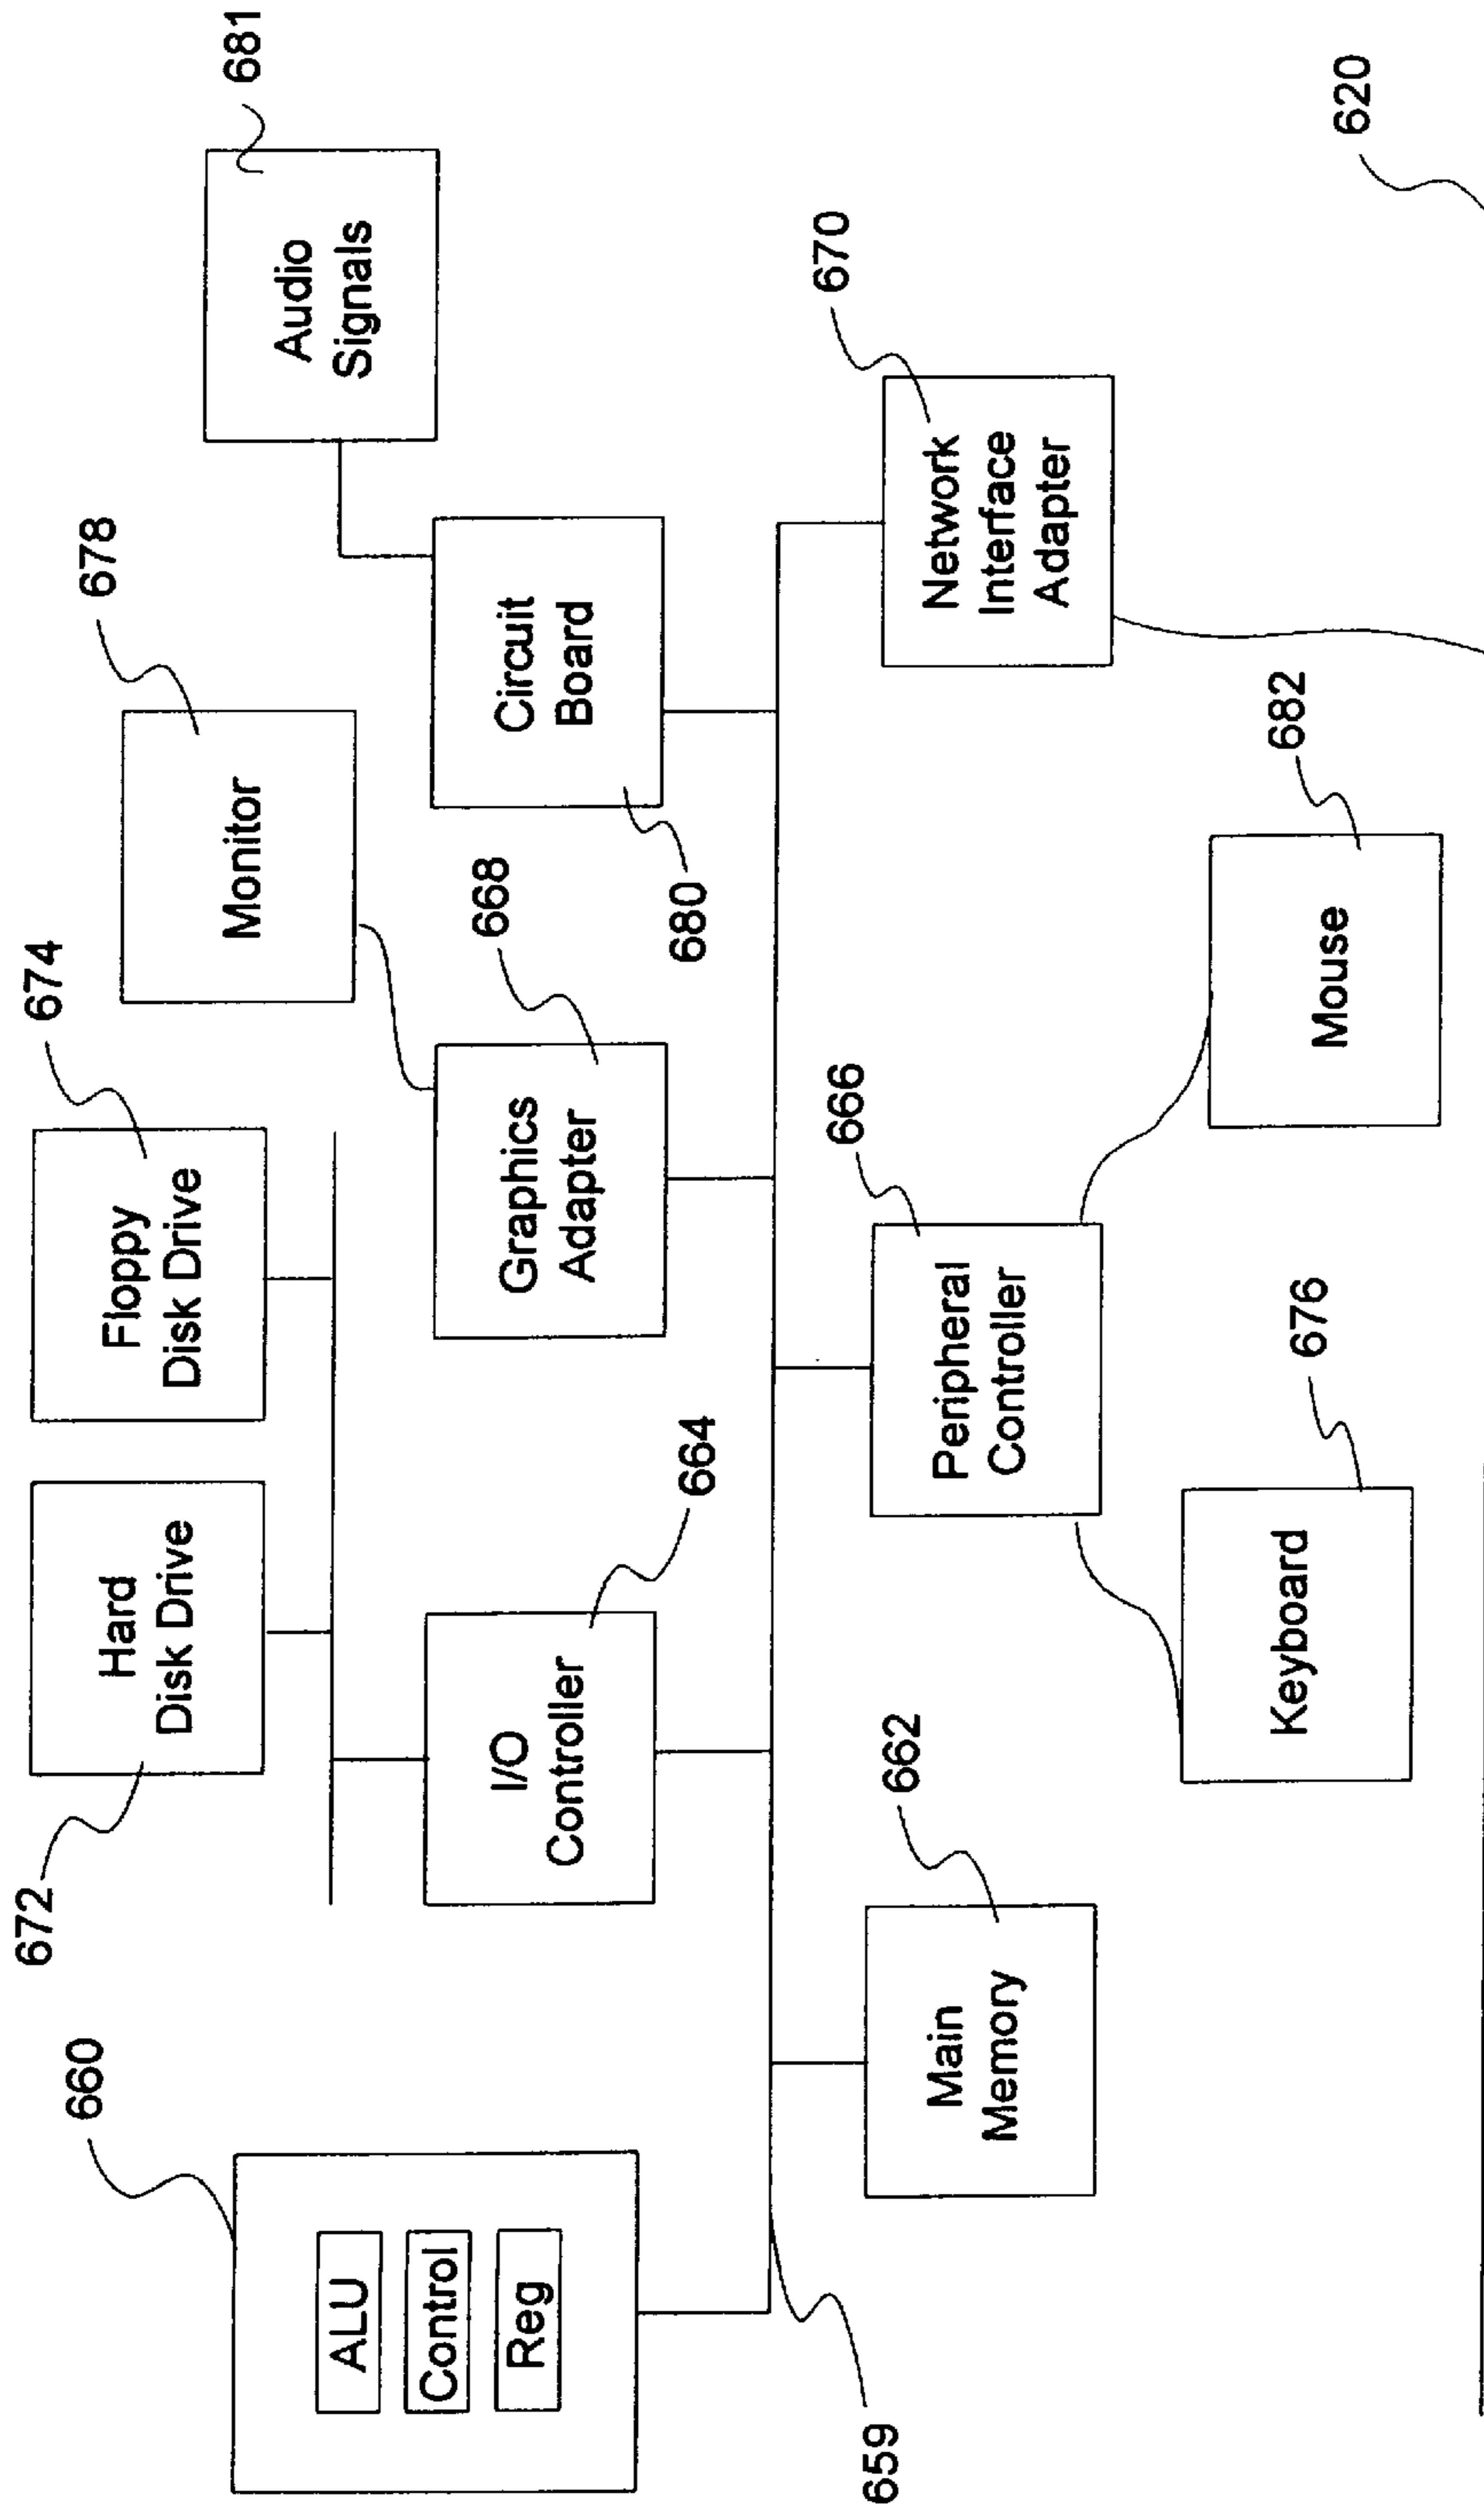 660
ALU
Control
Reg
659
672
Hard
Disk Drive
674
Floppy
Disk Drive
678
Monitor
681
Audio
Signals
I/O
Controller
664
Graphics
Adapter
668
Circuit
Board
680
Main
Memory
662
Peripheral
Controller
666
Network
Interface
Adapter
670
Keyboard
676
Mouse
682
620